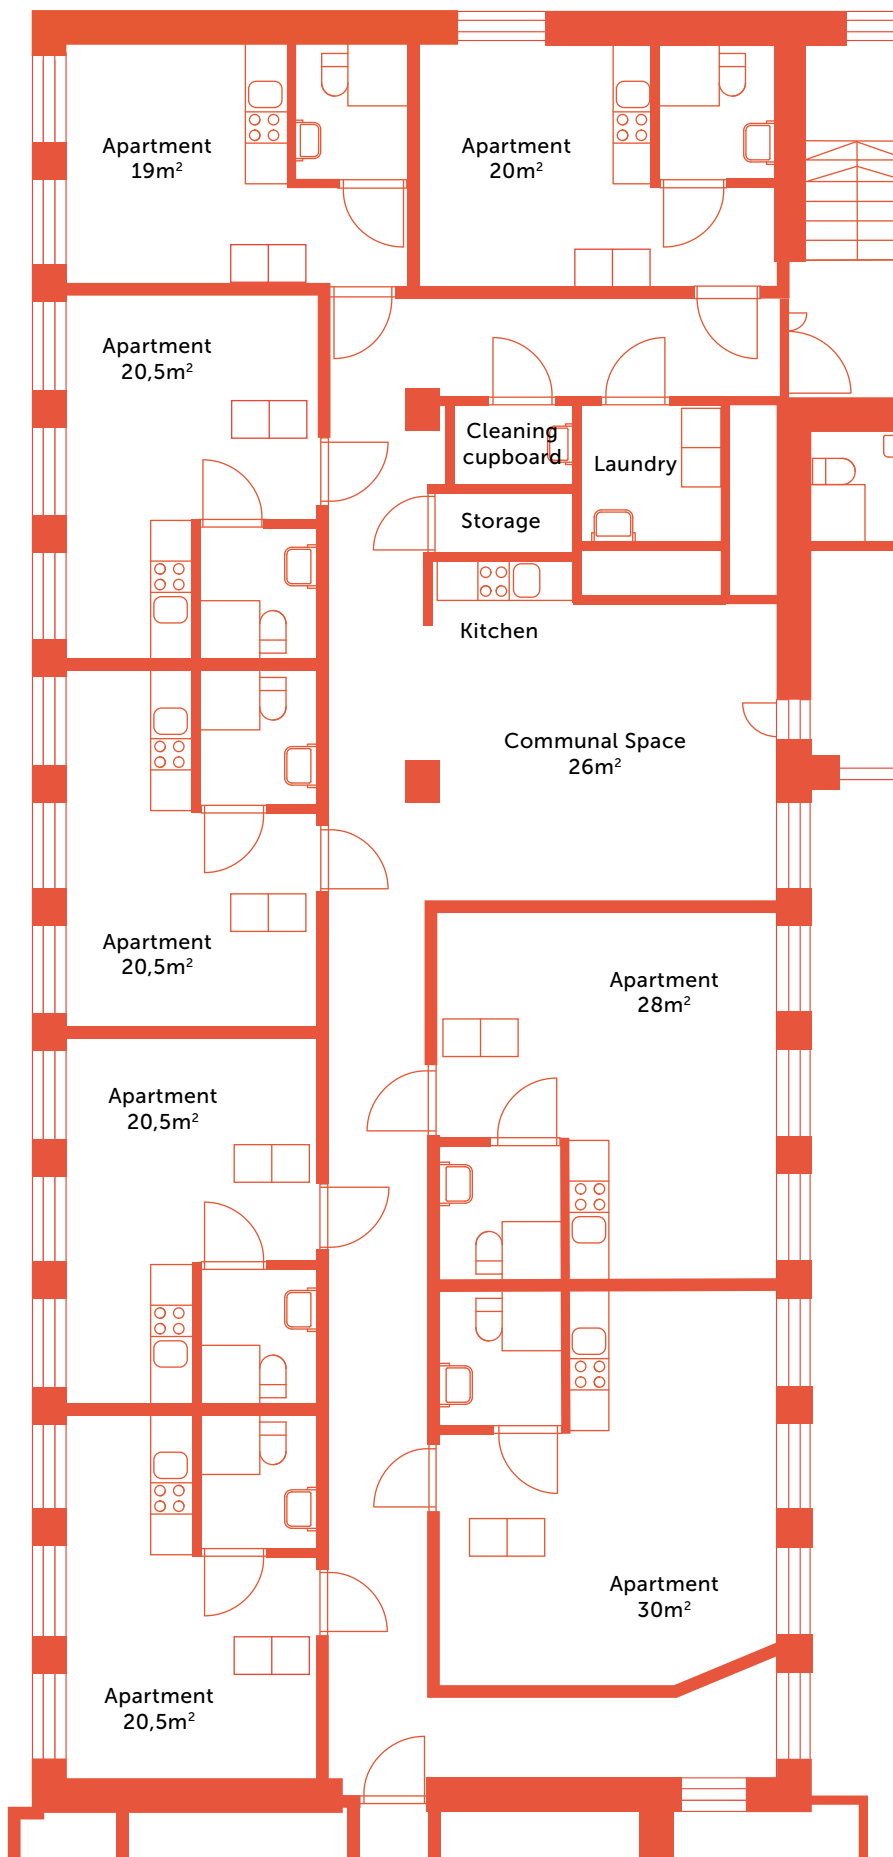 Apartment
19m²
Apartment
20m²
Apartment
20,5m²
Cleaning
cupboard
Laundry
Storage
Kitchen
Communal Space
26m²
Apartment
20,5m²
Apartment
28m²
Apartment
20,5m²
Apartment
30m²
Apartment
20,5m²